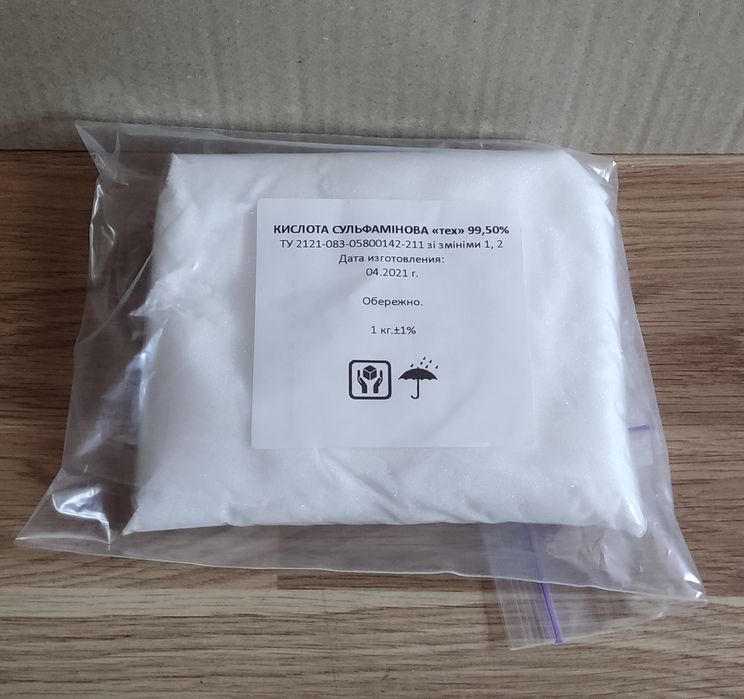 КИСЛОТА СУЛЬФАМІНОВА «тех» 99,50%
ТУ 2121-083-05800142-211 зі змініми 1, 2
Дата изготовления:
04.2021 г.
Обережно.
1 кг.±1%